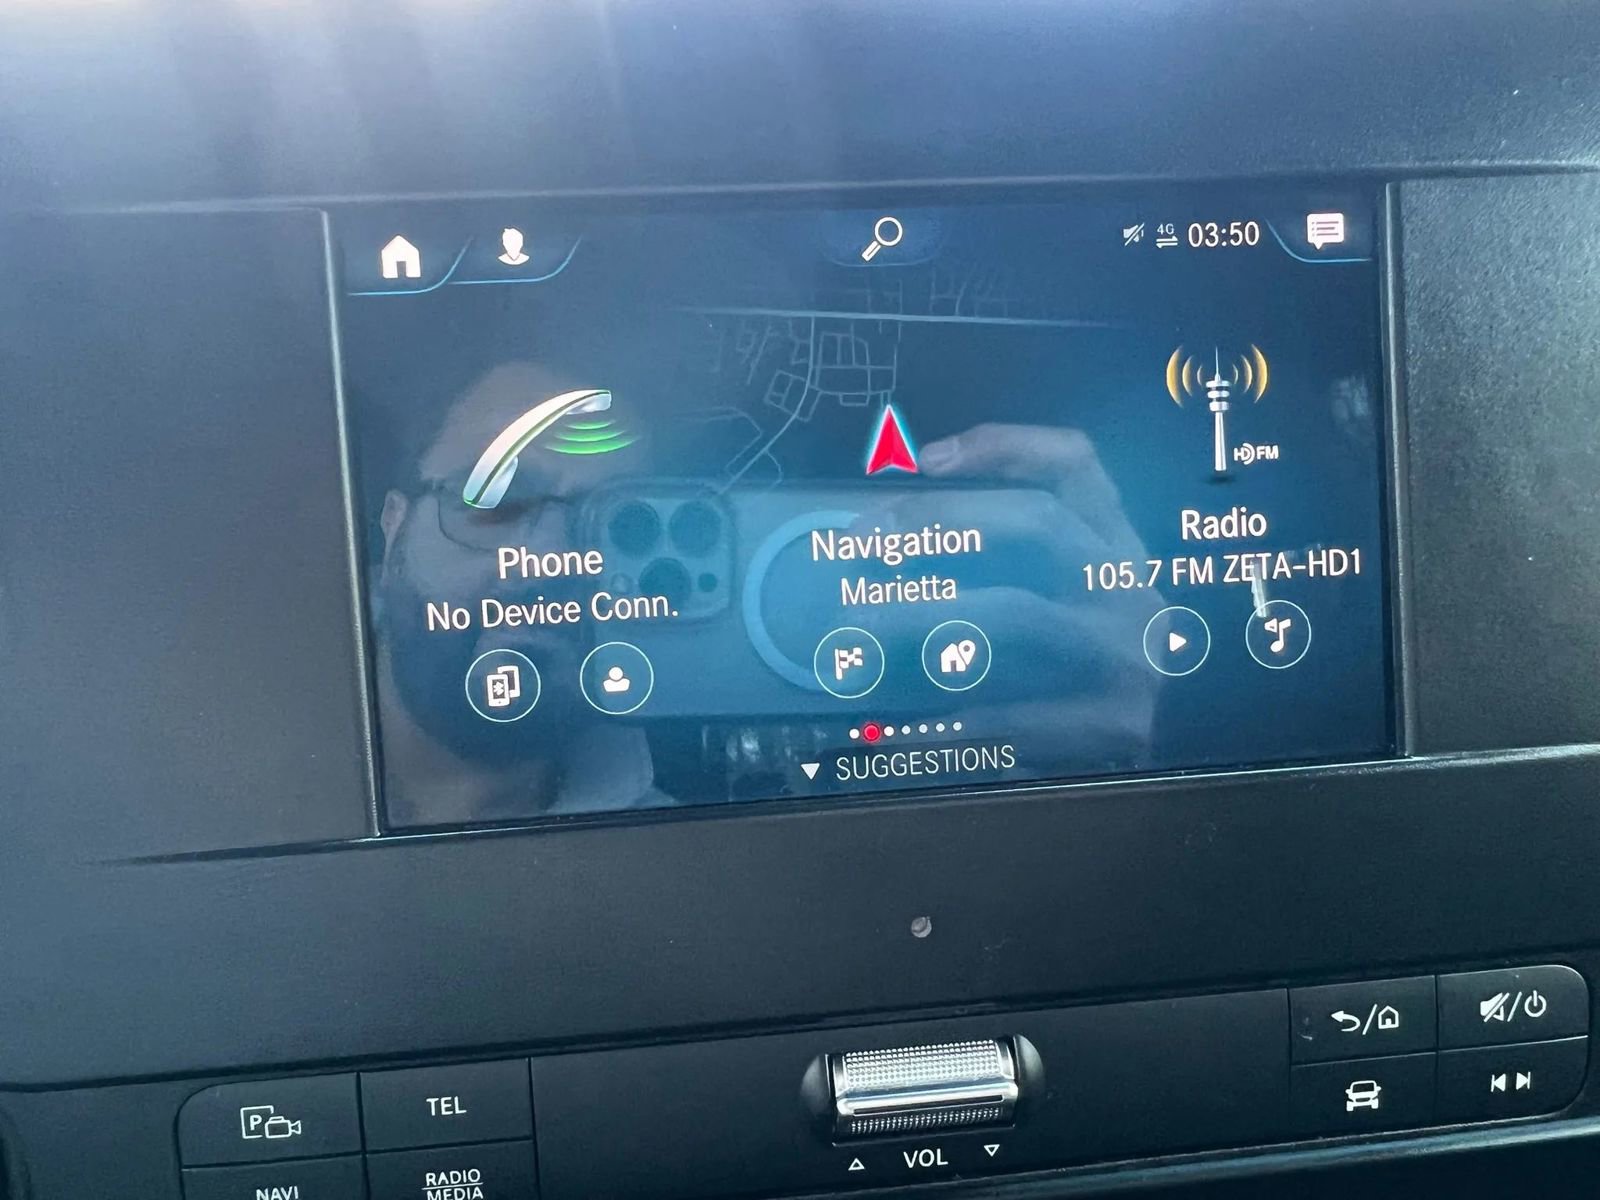 4G 03:50
HD FM
Phone
No Device Conn.
Navigation
Marietta
Radio
105.7 FM ZETA-HD1
SUGGESTIONS
P
TEL
VOL
NAVI
RADIO
MEDIA